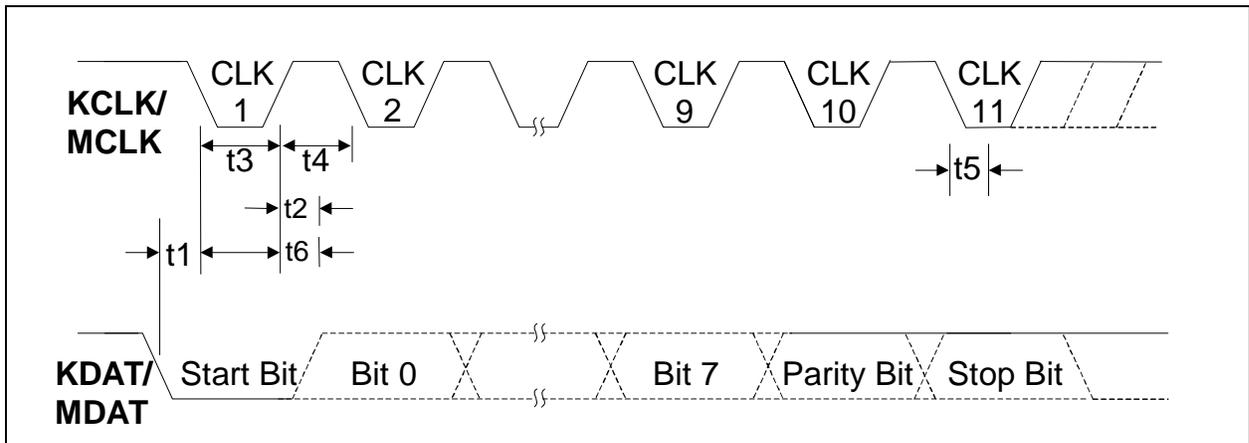 KCLK/
MCLK
CLK
1
CLK
2
CLK
9
CLK
10
CLK
11
t3
t4
t5
t2
t1
t6
KDAT/
MDAT
Start Bit
Bit 0
Bit 7
Parity Bit
Stop Bit